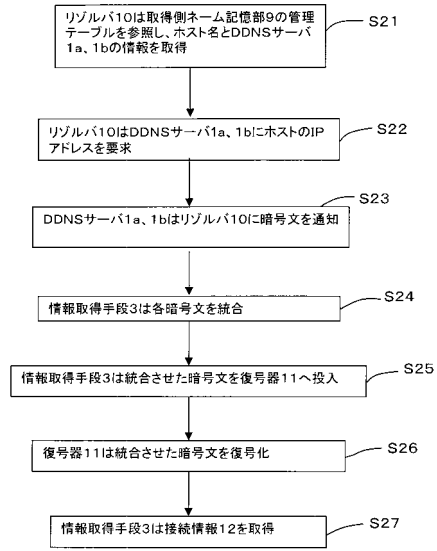 リゾルバ10は取得側ネーム記憶部9の管理
テーブルを参照し、ホスト名とDDNSサーバ
1a、1bの情報を取得
S21
リゾルバ10はDDNSサーバ1a、1bにホストのIP
アドレスを要求
S22
DDNSサーバ1a、1bはリゾルバ10に暗号文を通知
S23
情報取得手段3は各暗号文を統合
S24
情報取得手段3は統合させた暗号文を復号器11へ投入
S25
復号器11は統合させた暗号文を復号化
S26
情報取得手段3は接続情報12を取得
S27